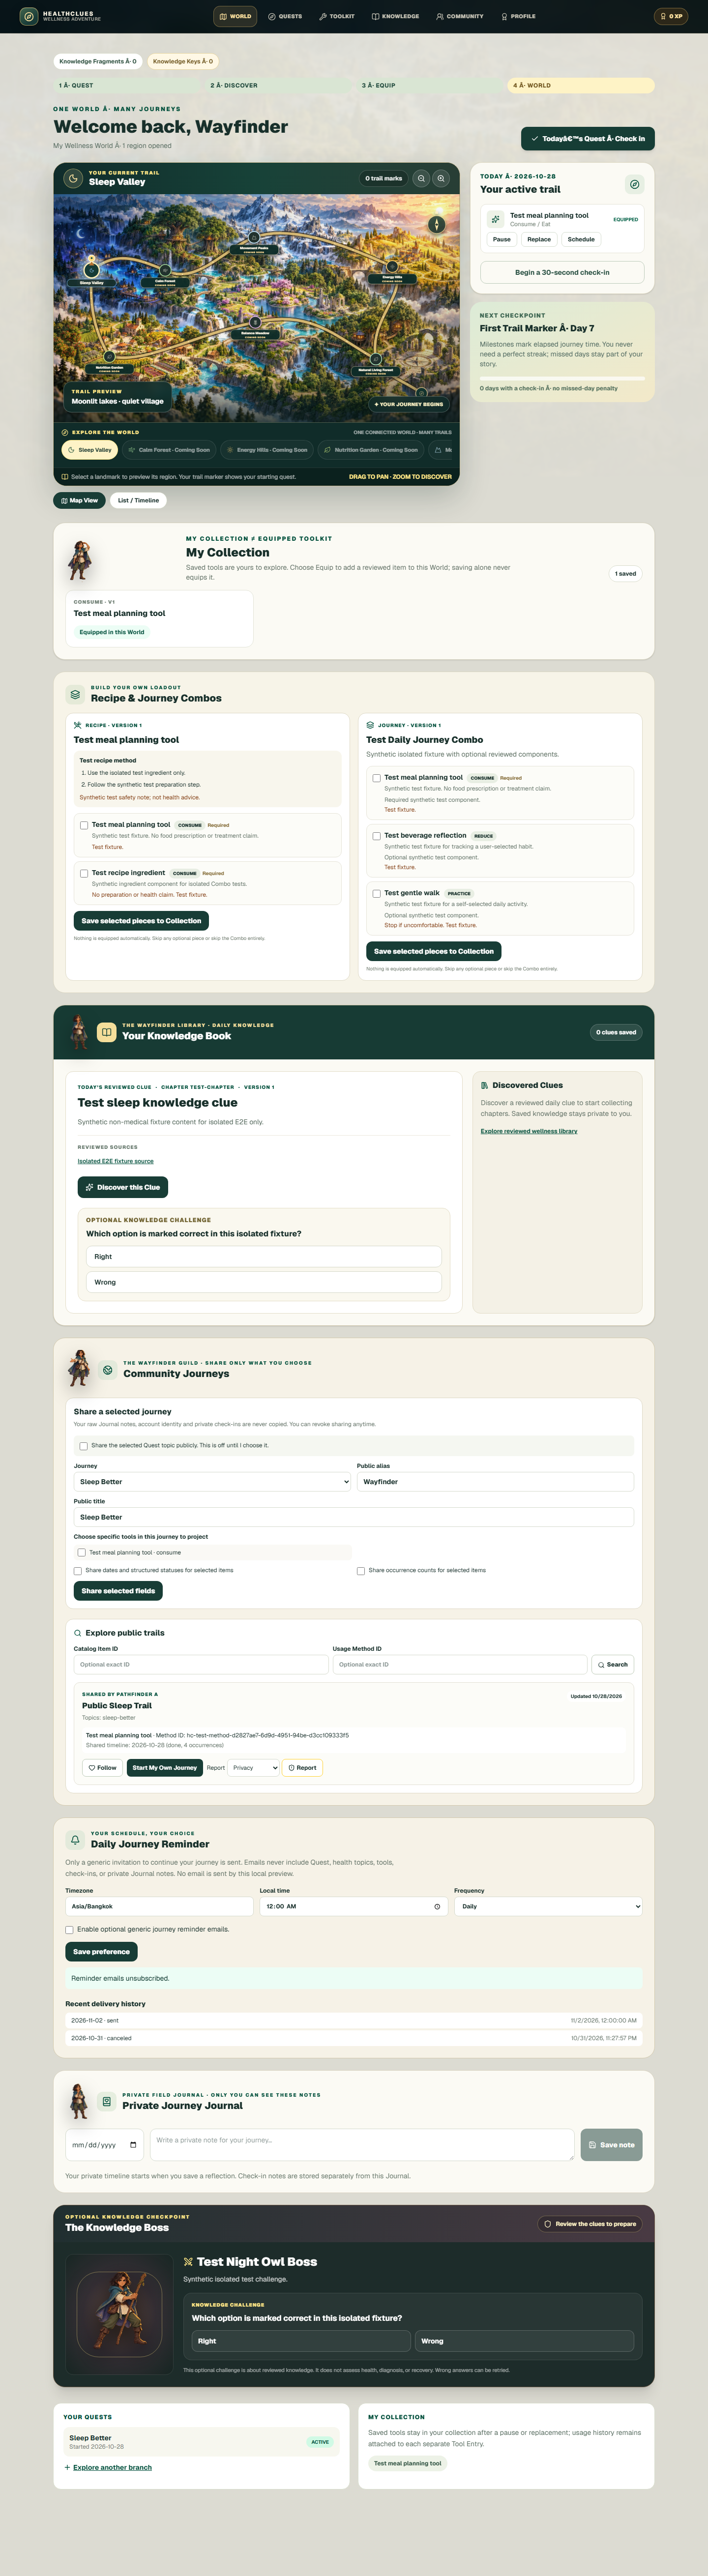 HEALTHCLUES
WELLNESS ADVENTURE
WORLD
QUESTS
TOOLKIT
KNOWLEDGE
COMMUNITY
PROFILE
0 XP
Knowledge Fragments Â· 0
Knowledge Keys Â· 0
1 Â· QUEST
2 Â· DISCOVER
3 Â· EQUIP
4 Â· WORLD
ONE WORLD Â· MANY JOURNEYS
Welcome back, Wayfinder
My Wellness World Â· 1 region opened
Todayâ€™s Quest Â· Check in
YOUR CURRENT TRAIL
Sleep Valley
0 trail marks
Movement Peaks
COMING SOON
Sleep Valley
Calm Forest
COMING SOON
Energy Hills
COMING SOON
Balance Meadow
COMING SOON
Nutrition Garden
COMING SOON
Natural Living Forest
COMING SOON
TRAIL PREVIEW
Moonlit lakes · quiet village
+ YOUR JOURNEY BEGINS
EXPLORE THE WORLD
ONE CONNECTED WORLD · MANY TRAILS
Sleep Valley
Calm Forest · Coming Soon
Energy Hills · Coming Soon
Nutrition Garden · Coming Soon
Select a landmark to preview its region. Your trail marker shows your starting quest.
DRAG TO PAN · ZOOM TO DISCOVER
Map View
List / Timeline
TODAY Â· 2026-10-28
Your active trail
Test meal planning tool
Consume / Eat
EQUIPPED
Pause
Replace
Schedule
Begin a 30-second check-in
NEXT CHECKPOINT
First Trail Marker Â· Day 7
Milestones mark elapsed journey time. You never
need a perfect streak; missed days stay part of your
story.
0 days with a check-in Â· no missed-day penalty
MY COLLECTION ≠ EQUIPPED TOOLKIT
My Collection
Saved tools are yours to explore. Choose Equip to add a reviewed item to this World; saving alone never
equips it.
1 saved
CONSUME · V1
Test meal planning tool
Equipped in this World
BUILD YOUR OWN LOADOUT
Recipe & Journey Combos
RECIPE · VERSION 1
Test meal planning tool
Test recipe method
1. Use the isolated test ingredient only.
2. Follow the synthetic test preparation step.
Synthetic test safety note; not health advice.
Test meal planning tool CONSUME Required
Synthetic test fixture. No food prescription or treatment claim.
Test fixture.
Test recipe ingredient CONSUME Required
Synthetic ingredient component for isolated Combo tests.
No preparation or health claim. Test fixture.
Save selected pieces to Collection
Nothing is equipped automatically. Skip any optional piece or skip the Combo entirely.
JOURNEY · VERSION 1
Test Daily Journey Combo
Synthetic isolated fixture with optional reviewed components.
Test meal planning tool CONSUME Required
Synthetic test fixture. No food prescription or treatment claim.
Required synthetic test component.
Test fixture.
Test beverage reflection REDUCE
Synthetic test fixture for tracking a user-selected habit.
Optional synthetic test component.
Test fixture.
Test gentle walk PRACTICE
Synthetic test fixture for a self-selected daily activity.
Optional synthetic test component.
Stop if uncomfortable. Test fixture.
Save selected pieces to Collection
Nothing is equipped automatically. Skip any optional piece or skip the Combo entirely.
THE WAYFINDER LIBRARY · DAILY KNOWLEDGE
Your Knowledge Book
0 clues saved
TODAY'S REVIEWED CLUE · CHAPTER TEST-CHAPTER · VERSION 1
Test sleep knowledge clue
Synthetic non-medical fixture content for isolated E2E only.
REVIEWED SOURCES
Isolated E2E fixture source
Discover this Clue
OPTIONAL KNOWLEDGE CHALLENGE
Which option is marked correct in this isolated fixture?
Right
Wrong
Discovered Clues
Discover a reviewed daily clue to start collecting
chapters. Saved knowledge stays private to you.
Explore reviewed wellness library
THE WAYFINDER GUILD · SHARE ONLY WHAT YOU CHOOSE
Community Journeys
Share a selected journey
Your raw Journal notes, account identity and private check-ins are never copied. You can revoke sharing anytime.
Share the selected Quest topic publicly. This is off until I choose it.
Journey
Public alias
Sleep Better
Wayfinder
Public title
Sleep Better
Choose specific tools in this journey to project
Test meal planning tool · consume
Share dates and structured statuses for selected items
Share occurrence counts for selected items
Share selected fields
Explore public trails
Catalog Item ID
Usage Method ID
Optional exact ID
Optional exact ID
Search
SHARED BY PATHFINDER A
Updated 10/28/2026
Public Sleep Trail
Topics: sleep-better
Test meal planning tool · Method ID: hc-test-method-d2827ae7-6d9d-4951-94be-d3cc109333f5
Shared timeline: 2026-10-28 (done, 4 occurrences)
Follow
Start My Own Journey
Report
Privacy
Report
YOUR SCHEDULE, YOUR CHOICE
Daily Journey Reminder
Only a generic invitation to continue your journey is sent. Emails never include Quest, health topics, tools,
check-ins, or private Journal notes. No email is sent by this local preview.
Timezone
Local time
Frequency
Asia/Bangkok
12:00 AM
Daily
Enable optional generic journey reminder emails.
Save preference
Reminder emails unsubscribed.
Recent delivery history
2026-11-02 · sent
11/2/2026, 12:00:00 AM
2026-10-31 · canceled
10/31/2026, 11:27:57 PM
PRIVATE FIELD JOURNAL · ONLY YOU CAN SEE THESE NOTES
Private Journey Journal
mm/dd/yyyy
Write a private note for your journey...
Save note
Your private timeline starts when you save a reflection. Check-in notes are stored separately from this Journal.
OPTIONAL KNOWLEDGE CHECKPOINT
The Knowledge Boss
Review the clues to prepare
Test Night Owl Boss
Synthetic isolated test challenge.
KNOWLEDGE CHALLENGE
Which option is marked correct in this isolated fixture?
Right
Wrong
This optional challenge is about reviewed knowledge. It does not assess health, diagnosis, or recovery. Wrong answers can be retried.
YOUR QUESTS
Sleep Better
Started 2026-10-28
ACTIVE
+ Explore another branch
MY COLLECTION
Saved tools stay in your collection after a pause or replacement; usage history remains
attached to each separate Tool Entry.
Test meal planning tool